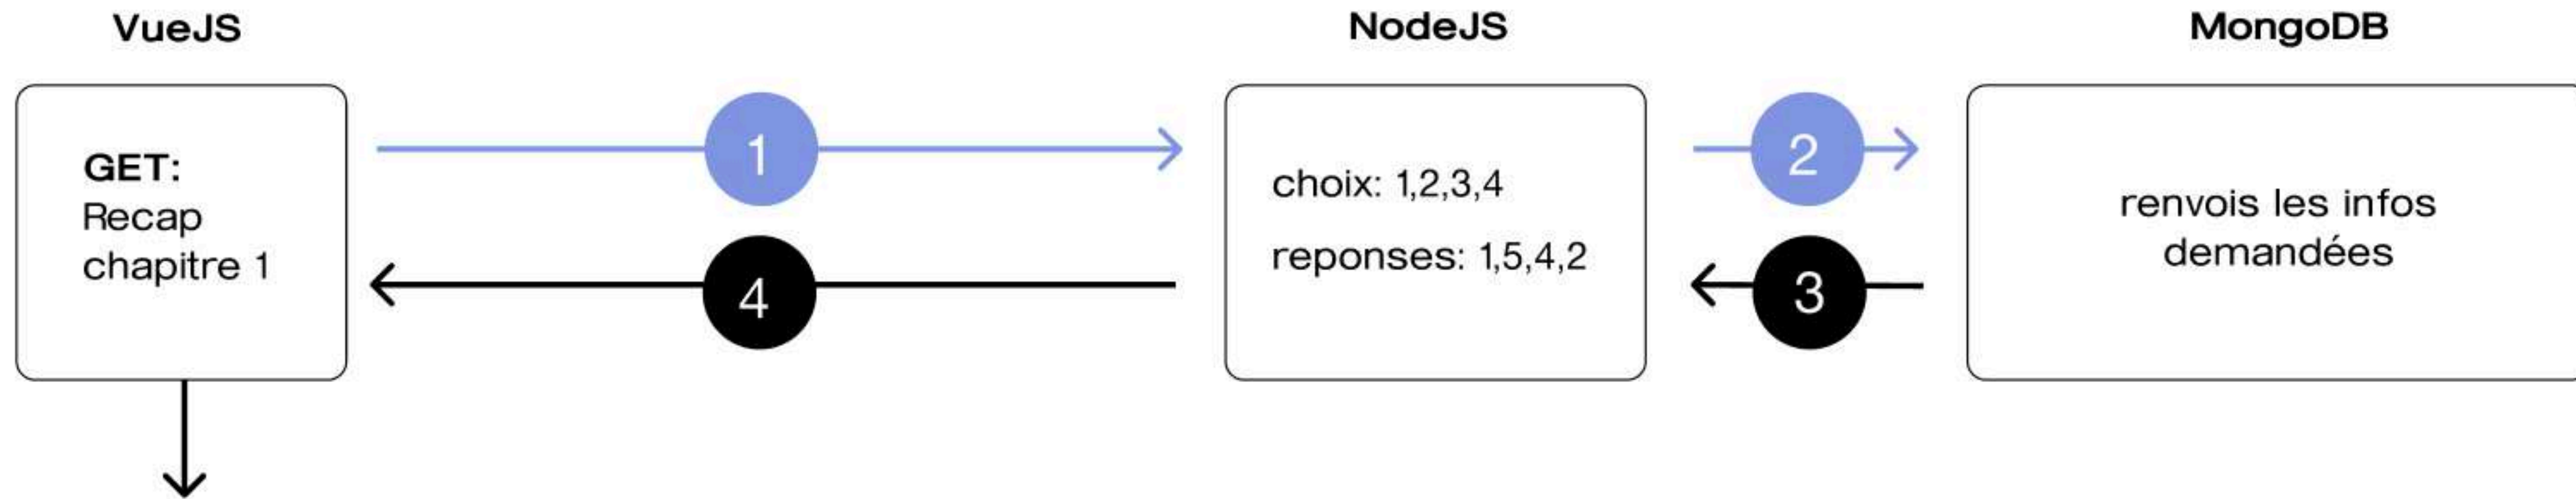 VueJS
NodeJS
MongoDB
GET:
Recap
chapitre 1
1
4
choix: 1,2,3,4
reponses: 1,5,4,2
2
3
renvois les infos
demandées